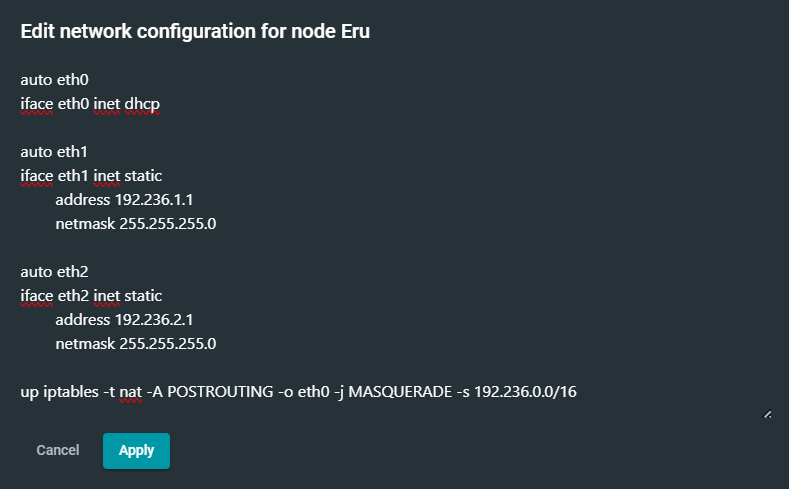 Edit network configuration for node Eru
auto eth0
iface eth0 inet dhcp
auto eth1
iface eth1 inet static
address 192.236.1.1
netmask 255.255.255.0
auto eth2
iface eth2 inet static
address 192.236.2.1
netmask 255.255.255.0
up iptables -t nat -A POSTROUTING -o eth0 -j MASQUERADE -s 192.236.0.0/16
Cancel Apply